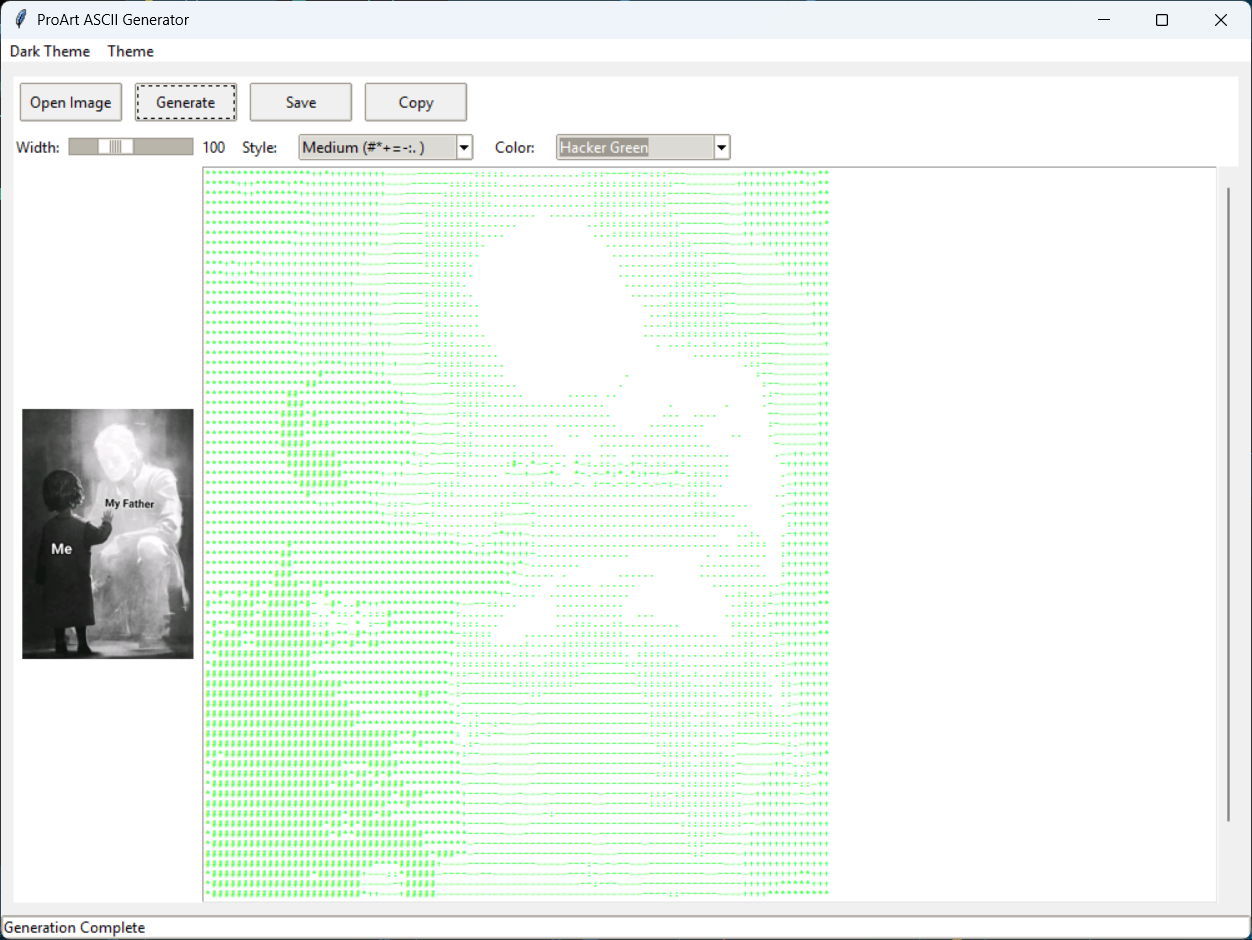 ProArt ASCII Generator
Dark Theme Theme
Open Image Generate Save Copy
Width: 100 Style: Medium (#*+=-:. ) Color: Hacker Green
My Father
Me
Generation Complete